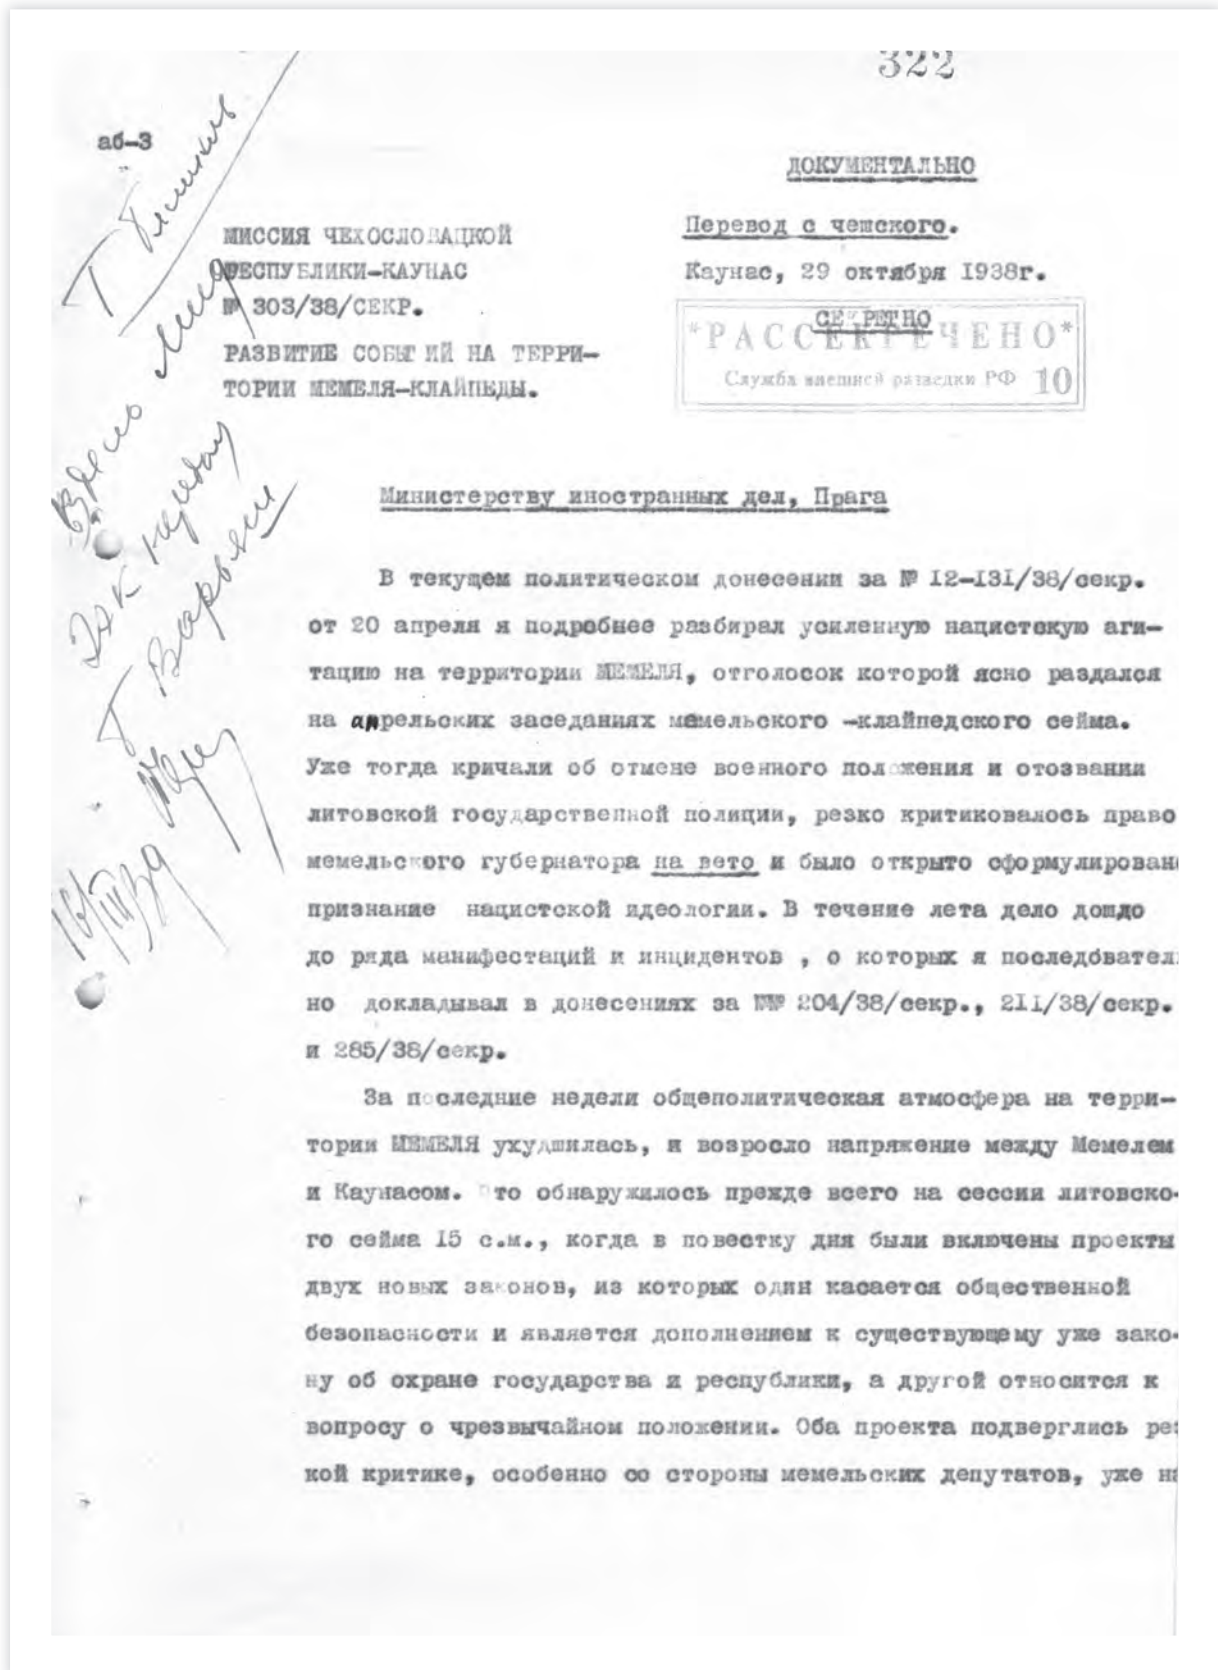 322
аб-3
ДОКУМЕНТАЛЬНО
Перевод с чешского.
Каунас, 29 октября 1938г.
СЕКРЕТНО
*РАССЕКРЕЧЕНО*
Служба внешней разведки РФ 10
МИССИЯ ЧЕХОСЛОВАЦКОЙ
РЕСПУБЛИКИ-КАУНАС
№ 303/38/СЕКР.
РАЗВИТИЕ СОБЫТИЙ НА ТЕРРИ-
ТОРИИ МЕМЕЛЯ-КЛАЙПЕДЫ.
В дело
Министерству иностранных дел, Прага
В текущем политическом донесении за № 12-131/38/секр.
от 20 апреля я подробнее разбирал усиленную нацистскую аги-
тацию на территории МЕМЕЛЯ, отголосок которой ясно раздался
на апрельских заседаниях мемельского -клайпедского сейма.
Уже тогда кричали об отмене военного положения и отозвании
литовской государственной полиции, резко критиковалось право
мемельского губернатора на вето и было открыто сформулирован
признание нацистской идеологии. В течение лета дело дошло
до ряда манифестаций и инцидентов , о которых я последовател
но докладывал в донесениях за №№ 204/38/секр., 211/38/секр.
и 285/38/секр.
За последние недели общеполитическая атмосфера на терри-
тории МЕМЕЛЯ ухудшилась, и возросло напряжение между Мемелем
и Каунасом. то обнаружилось прежде всего на сессии литовско-
го сейма 15 с.м., когда в повестку дня были включены проекты
двух новых законов, из которых один касается общественной
безопасности и является дополнением к существующему уже зако-
ну об охране государства и республики, а другой относится к
вопросу о чрезвычайном положении. Оба проекта подверглись рез
кой критике, особенно со стороны мемельских депутатов, уже на